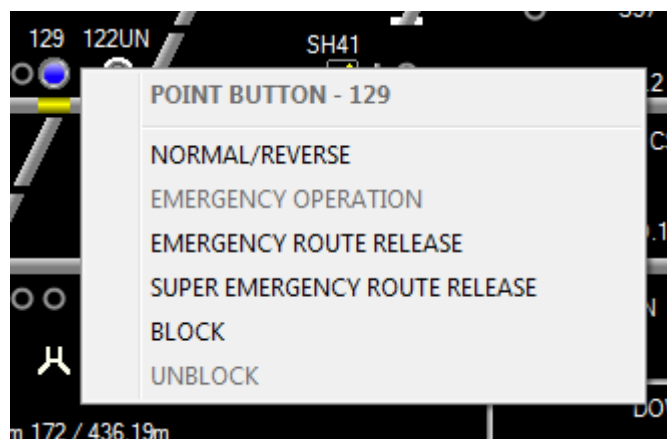 129 122UN
SH41
POINT BUTTON - 129
NORMAL/REVERSE
EMERGENCY OPERATION
EMERGENCY ROUTE RELEASE
SUPER EMERGENCY ROUTE RELEASE
BLOCK
UNBLOCK
m 172 / 436.19m